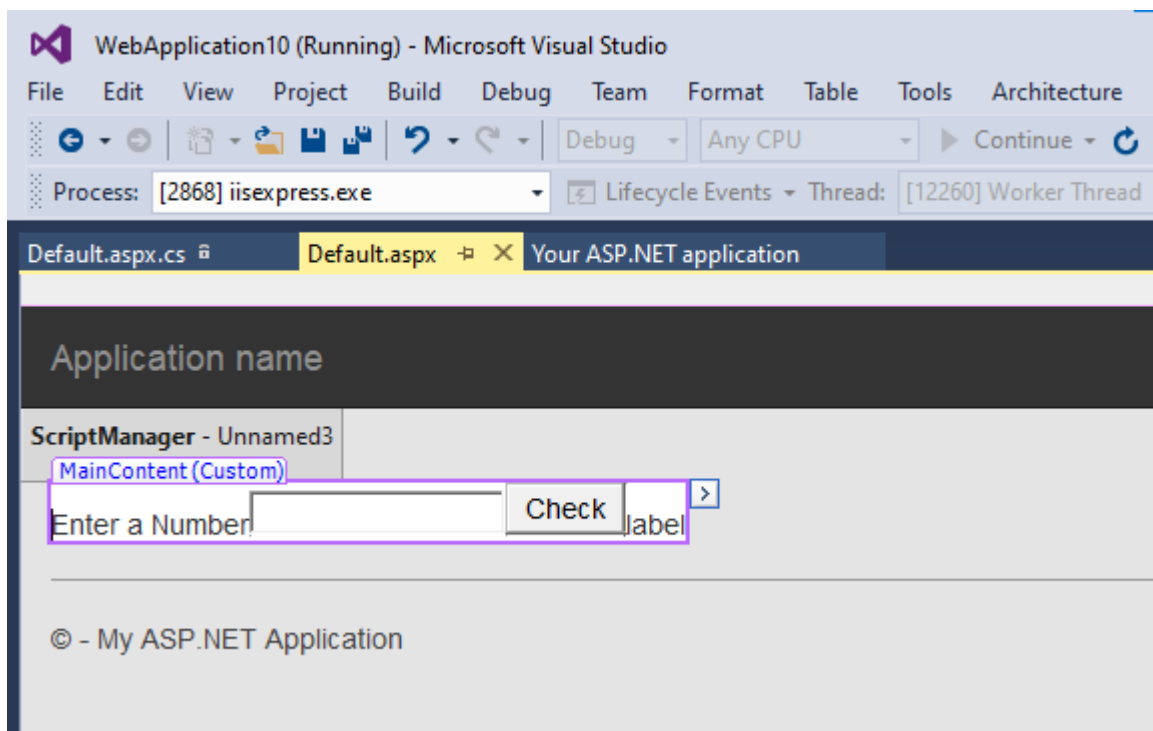 WebApplication10 (Running) - Microsoft Visual Studio
File Edit View Project Build Debug Team Format Table Tools Architecture
Debug Any CPU Continue
Process: [2868] iisexpress.exe Lifecycle Events Thread: [12260] Worker Thread
Default.aspx.cs Default.aspx Your ASP.NET application
Application name
ScriptManager - Unnamed3
MainContent (Custom)
Enter a Number Check label
© - My ASP.NET Application